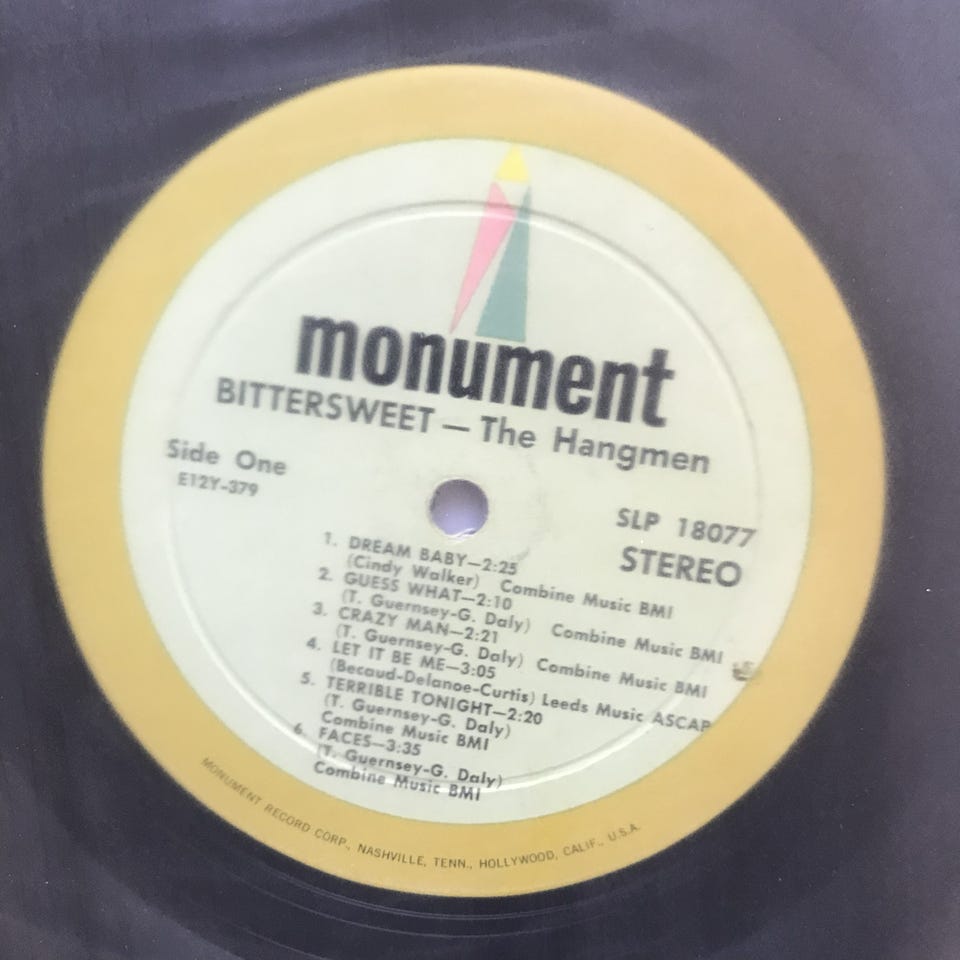 monument
BITTERSWEET — The Hangmen
Side One
E12Y-379
SLP 18077
STEREO
1. DREAM BABY—2:25
(Cindy Walker) Combine Music BMI
2. GUESS WHAT—2:10
(T. Guernsey-G. Daly) Combine Music BMI
3. CRAZY MAN—2:21
(T. Guernsey-G. Daly) Combine Music BMI
4. LET IT BE ME—3:05
(Becaud-Delanoe-Curtis) Leeds Music ASCAP
5. TERRIBLE TONIGHT—2:20
(T. Guernsey-G. Daly)
Combine Music BMI
6. FACES—3:35
(T. Guernsey-G. Daly)
Combine Music BMI
MONUMENT RECORD CORP., NASHVILLE, TENN., HOLLYWOOD, CALIF., U.S.A.